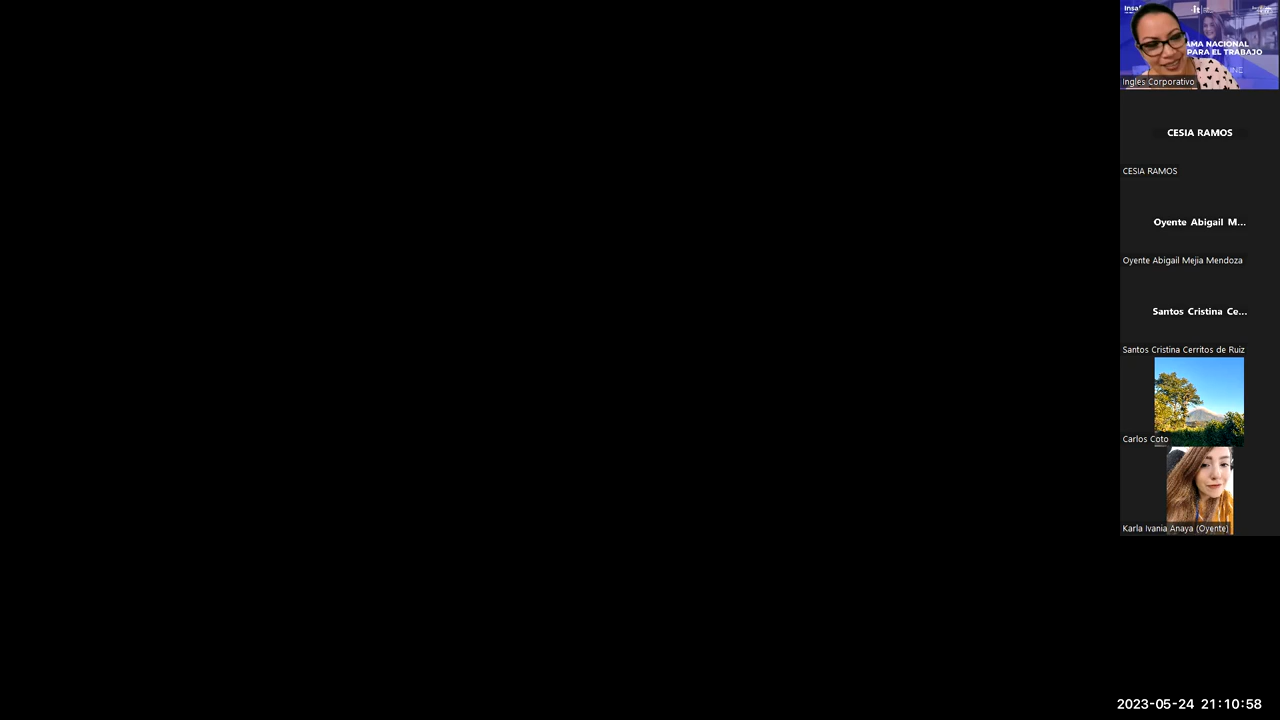 AMA NACIONAL
PARA EL TRABAJO
INE
Ingles Corporativo
CESIA RAMOS
CESIA RAMOS
Oyente Abigail M...
Oyente Abigail Mejia Mendoza
Santos Cristina Ce...
Santos Cristina Cerritos de Ruiz
Carlos Coto
Karla Ivania Anaya (Oyente)
2023-05-24 21:10:58